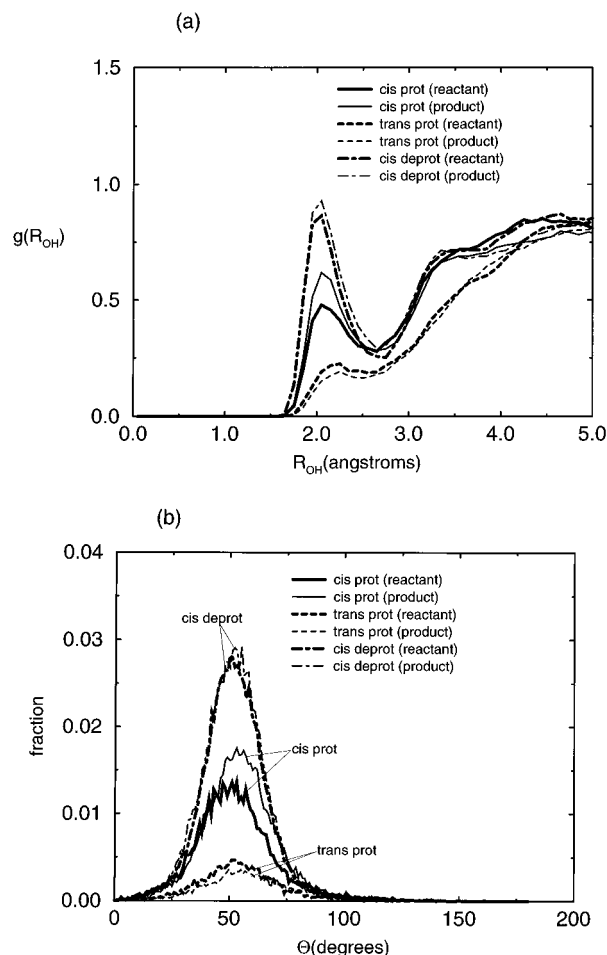 (a)
1.5
1.0
g(R_OH)
0.5
0.0
cis prot (reactant)
cis prot (product)
trans prot (reactant)
trans prot (product)
cis deprot (reactant)
cis deprot (product)
0.0 1.0 2.0 3.0 4.0 5.0
R_OH(angstroms)
(b)
0.04
0.03
0.02
fraction
0.01
0.00
cis prot (reactant)
cis prot (product)
trans prot (reactant)
trans prot (product)
cis deprot (reactant)
cis deprot (product)
cis deprot
cis prot
trans prot
0 50 100 150 200
Θ(degrees)